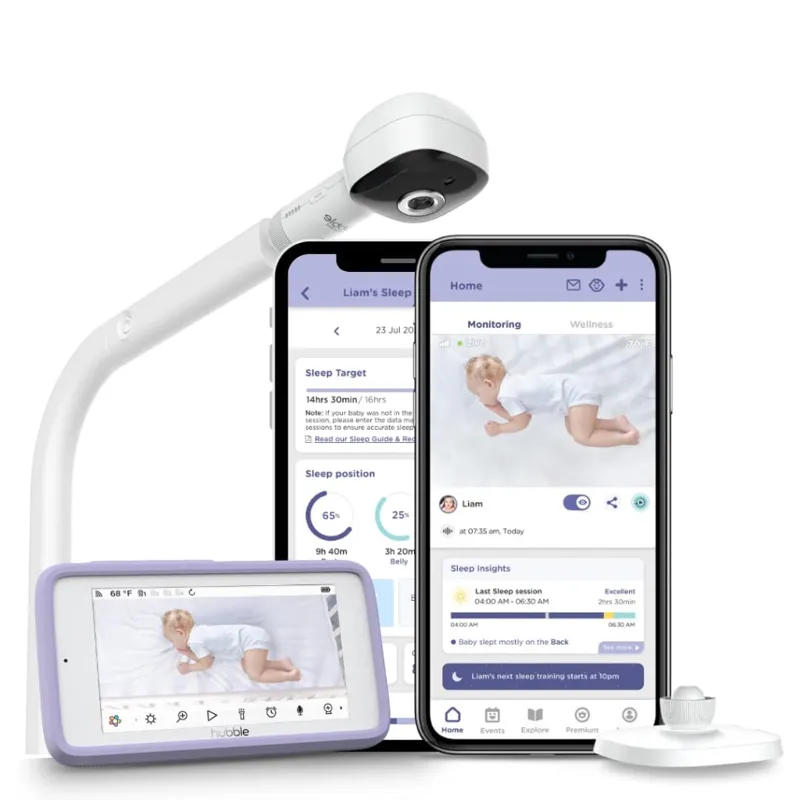 Liam's Sleep
23 Jul 20
Sleep Target
14hrs 30min / 16hrs
Note: If your baby was not in the
session, please enter the data ma
sessions to ensure accurate sleep
Read our Sleep Guide & Rec
Sleep position
65%
25%
9h 40m
3h 20m
Belly
Home
Monitoring
Wellness
Live
Liam
at 07:35 am, Today
Sleep Insights
Last Sleep session
Excellent
04:00 AM - 06:30 AM
2hrs 30min
04:00 AM
06:30 AM
Baby slept mostly on the Back
See more
Liam's next sleep training starts at 10pm
Home
Events
Explore
Premium
68 °F
hubble